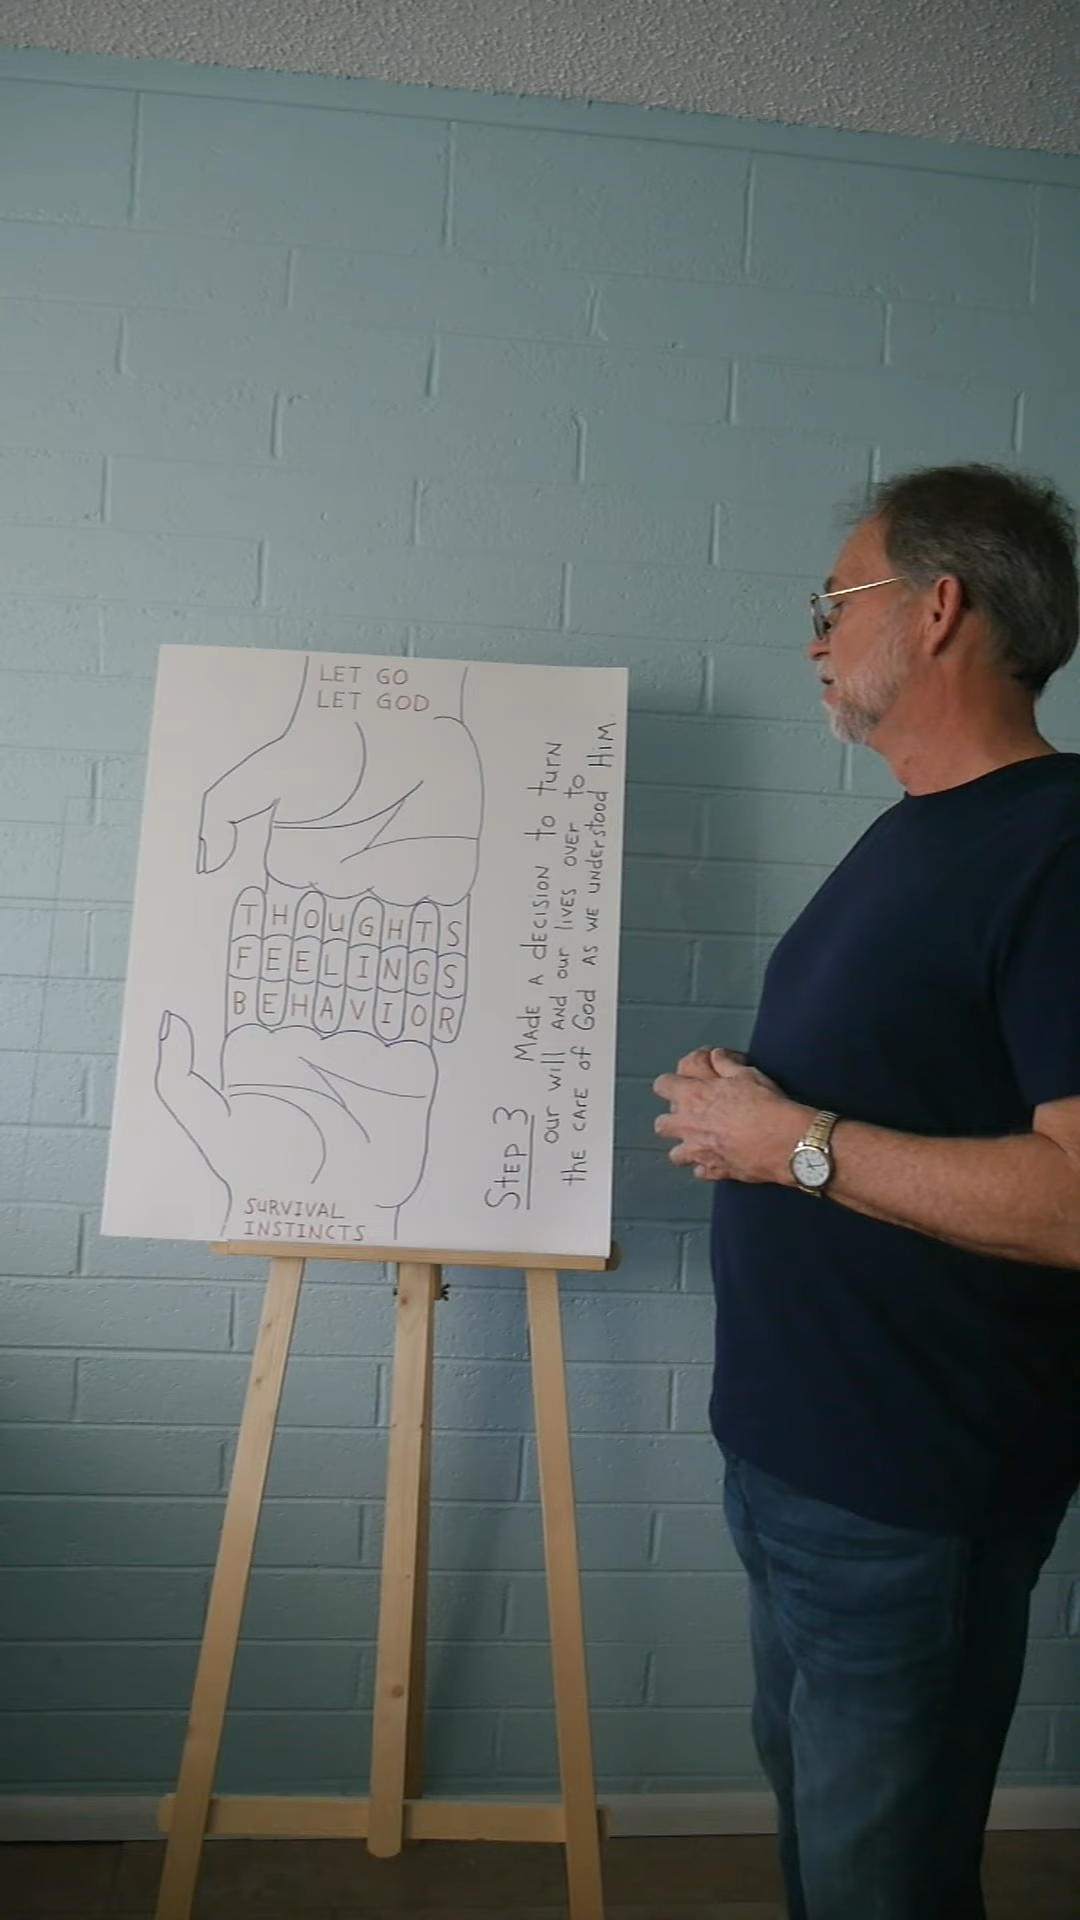 LET GO
LET GOD
THOUGHTS
FEELINGS
BEHAVIOR
SURVIVAL
INSTINCTS
STEP 3
MADE A DECISION TO TURN
our will AND our lIVES OVER TO
the CARE of God AS WE UNDERSTOOD HiM.